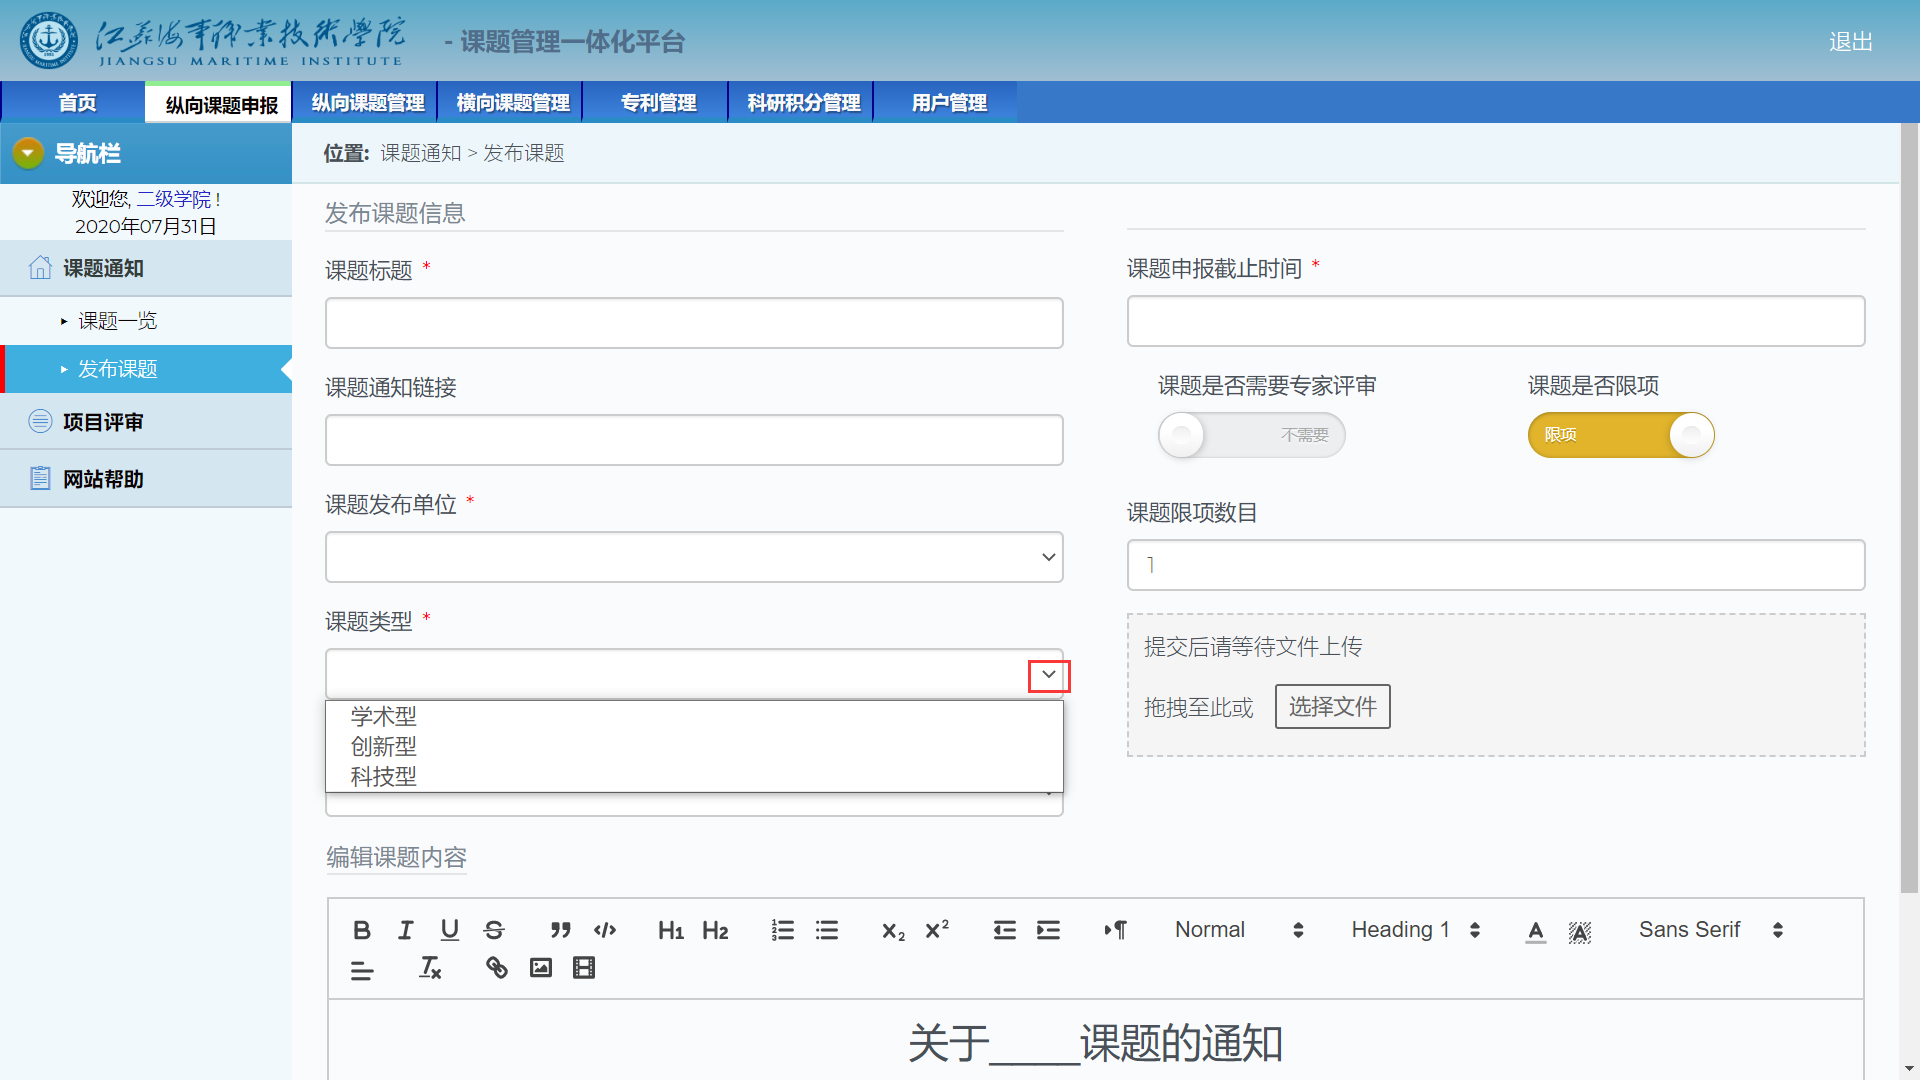 江苏海事职业技术學院
JIANGSU MARITIME INSTITUTE
- 课题管理一体化平台
退出
首页 纵向课题申报 纵向课题管理 横向课题管理 专利管理 科研积分管理 用户管理
导航栏
欢迎您, 二级学院 !
2020年07月31日
课题通知
课题一览
发布课题
项目评审
网站帮助
位置: 课题通知 > 发布课题
发布课题信息
课题标题 *
课题通知链接
课题发布单位 *
课题类型 *
学术型
创新型
科技型
课题申报截止时间 *
课题是否需要专家评审 课题是否限项
不需要 限项
课题限项数目
1
提交后请等待文件上传
拖拽至此或 选择文件
编辑课题内容
Normal Heading 1 Sans Serif
关于____课题的通知